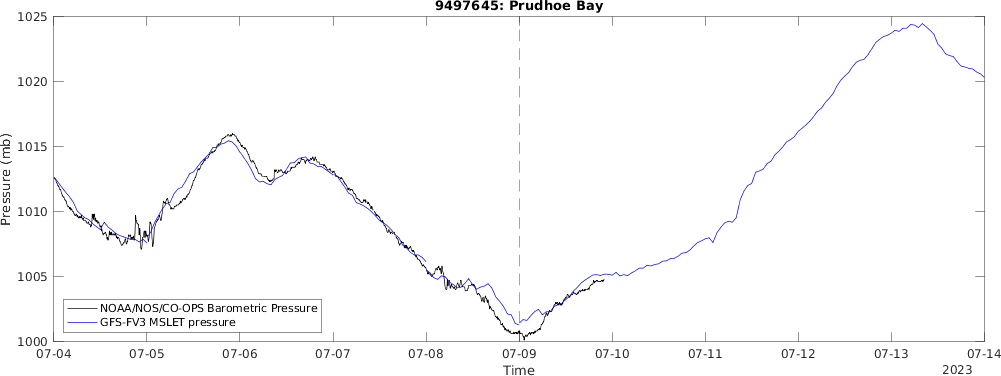 9497645: Prudhoe Bay
1025
1020
1015
1010
1005
1000
Pressure (mb)
NOAA/NOS/CO-OPS Barometric Pressure
GFS-FV3 MSLET pressure
07-04 07-05 07-06 07-07 07-08 07-09 07-10 07-11 07-12 07-13 07-14
Time
2023